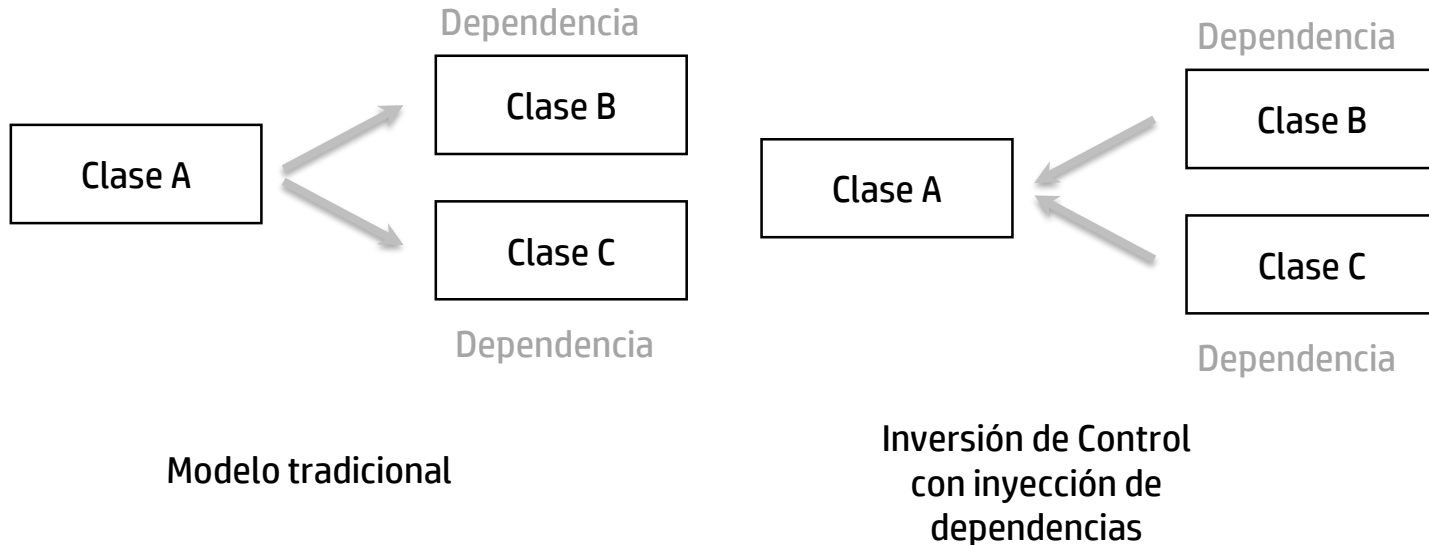 Dependencia
Clase B
Clase A
Clase C
Dependencia
Modelo tradicional
Dependencia
Clase B
Clase A
Clase C
Dependencia
Inversión de Control
con inyección de
dependencias